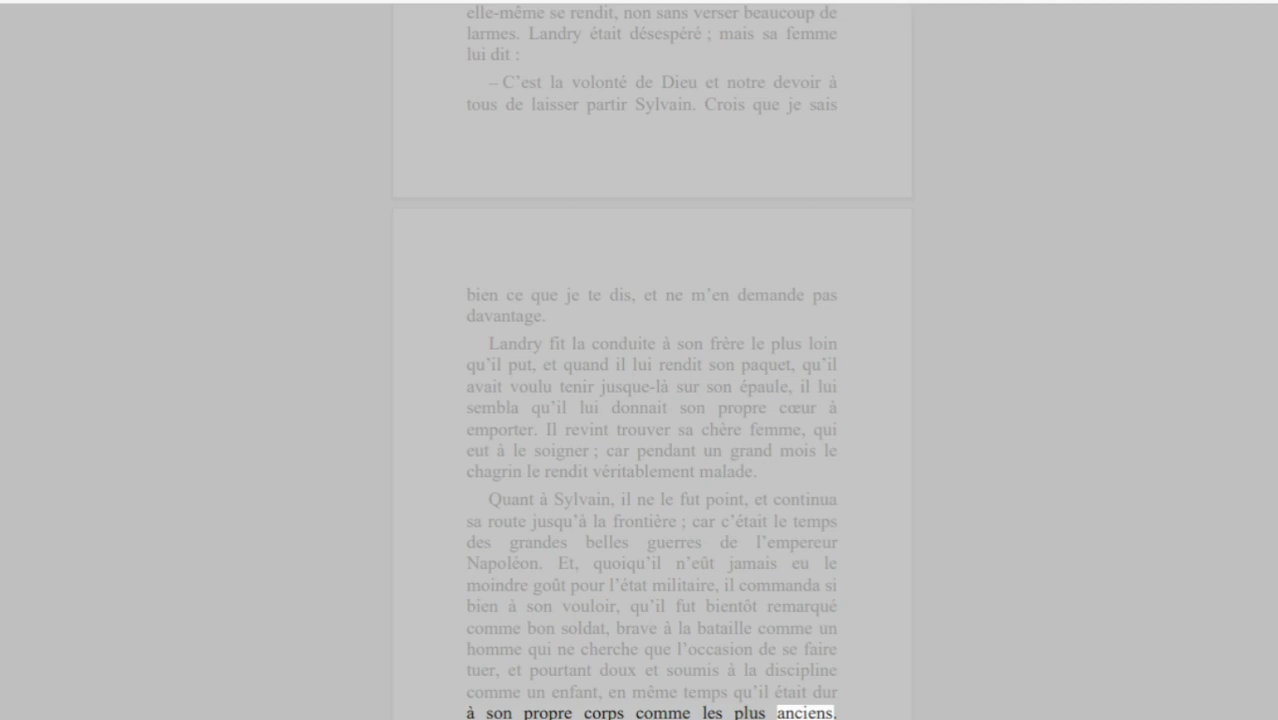 elle-même se rendit, non sans verser beaucoup de
larmes. Landry était désespéré ; mais sa femme
lui dit :
– C’est la volonté de Dieu et notre devoir à
tous de laisser partir Sylvain. Crois que je sais
bien ce que je te dis, et ne m’en demande pas
davantage.
Landry fit la conduite à son frère le plus loin
qu’il put, et quand il lui rendit son paquet, qu’il
avait voulu tenir jusque-là sur son épaule, il lui
sembla qu’il lui donnait son propre cœur à
emporter. Il revint trouver sa chère femme, qui
eut à le soigner ; car pendant un grand mois le
chagrin le rendit véritablement malade.
Quant à Sylvain, il ne le fut point, et continua
sa route jusqu’à la frontière ; car c’était le temps
des grandes belles guerres de l’empereur
Napoléon. Et, quoiqu’il n’eût jamais eu le
moindre goût pour l’état militaire, il commanda si
bien à son vouloir, qu’il fut bientôt remarqué
comme bon soldat, brave à la bataille comme un
homme qui ne cherche que l’occasion de se faire
tuer, et pourtant doux et soumis à la discipline
comme un enfant, en même temps qu’il était dur
à son propre corps comme les plus anciens.